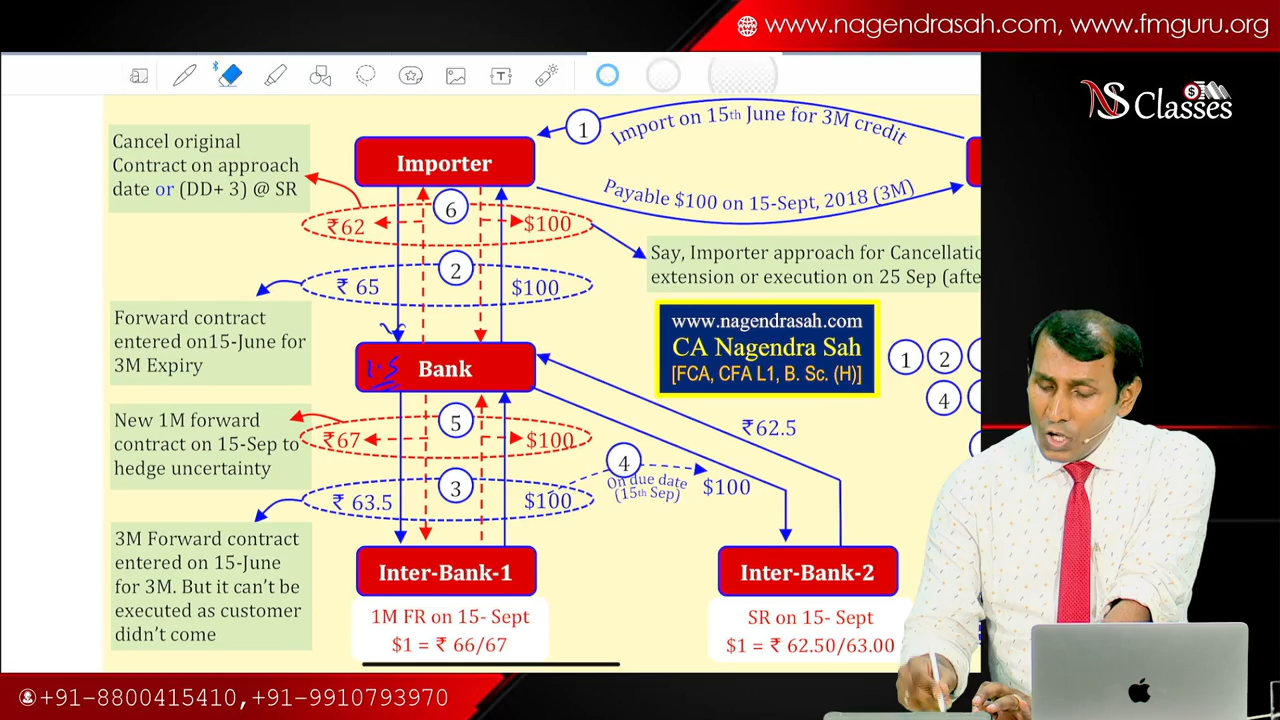 www.nagendrasah.com, www.fmguru.org
NS Classes
Cancel original
Contract on approach
date or (DD+ 3) @ SR
Importer
1
Import on 15th June for 3M credit
Payable $100 on 15-Sept, 2018 (3M)
₹62
6
$100
2
₹ 65
$100
Say, Importer approach for
extension or execution on 25 Sep
Forward contract
entered on15-June for
3M Expiry
www.nagendrasah.com
CA Nagendra Sah
[FCA, CFA L1, B. Sc. (H)]
1 2
4
Bank
New 1M forward
contract on 15-Sep to
hedge uncertainty
₹67
5
$100
₹62.5
4
On due date
(15th Sep)
$100
3
₹ 63.5
$100
3M Forward contract
entered on 15-June
for 3M. But it can't be
executed as customer
didn't come
Inter-Bank-1
Inter-Bank-2
1M FR on 15- Sept
$1 = ₹ 66/67
SR on 15- Sept
$1 = ₹ 62.50/63.00
+91-8800415410,+91-9910793970